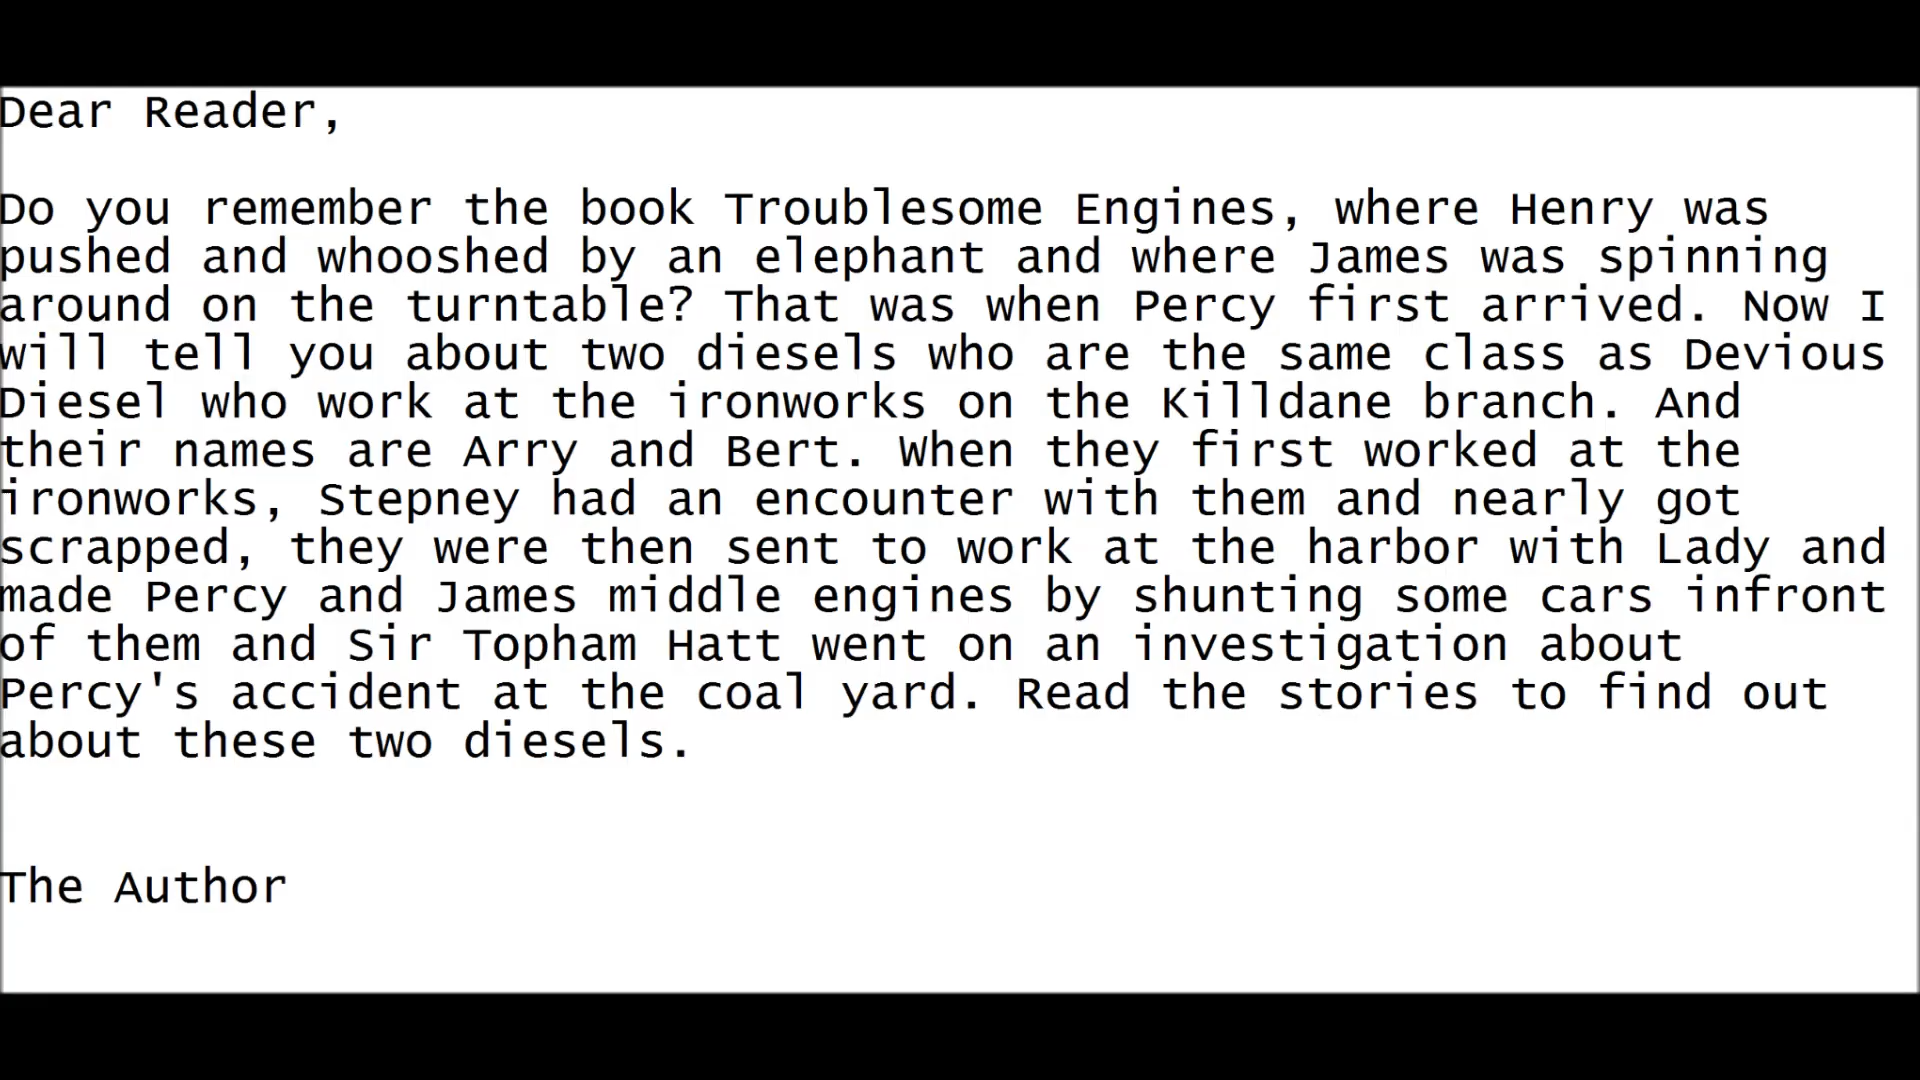 Dear Reader,
Do you remember the book Troublesome Engines, where Henry was
pushed and whooshed by an elephant and where James was spinning
around on the turntable? That was when Percy first arrived. Now I
will tell you about two diesels who are the same class as Devious
Diesel who work at the ironworks on the Killdane branch. And
their names are Arry and Bert. When they first worked at the
ironworks, Stepney had an encounter with them and nearly got
scrapped, they were then sent to work at the harbor with Lady and
made Percy and James middle engines by shunting some cars infront
of them and Sir Topham Hatt went on an investigation about
Percy's accident at the coal yard. Read the stories to find out
about these two diesels.
The Author